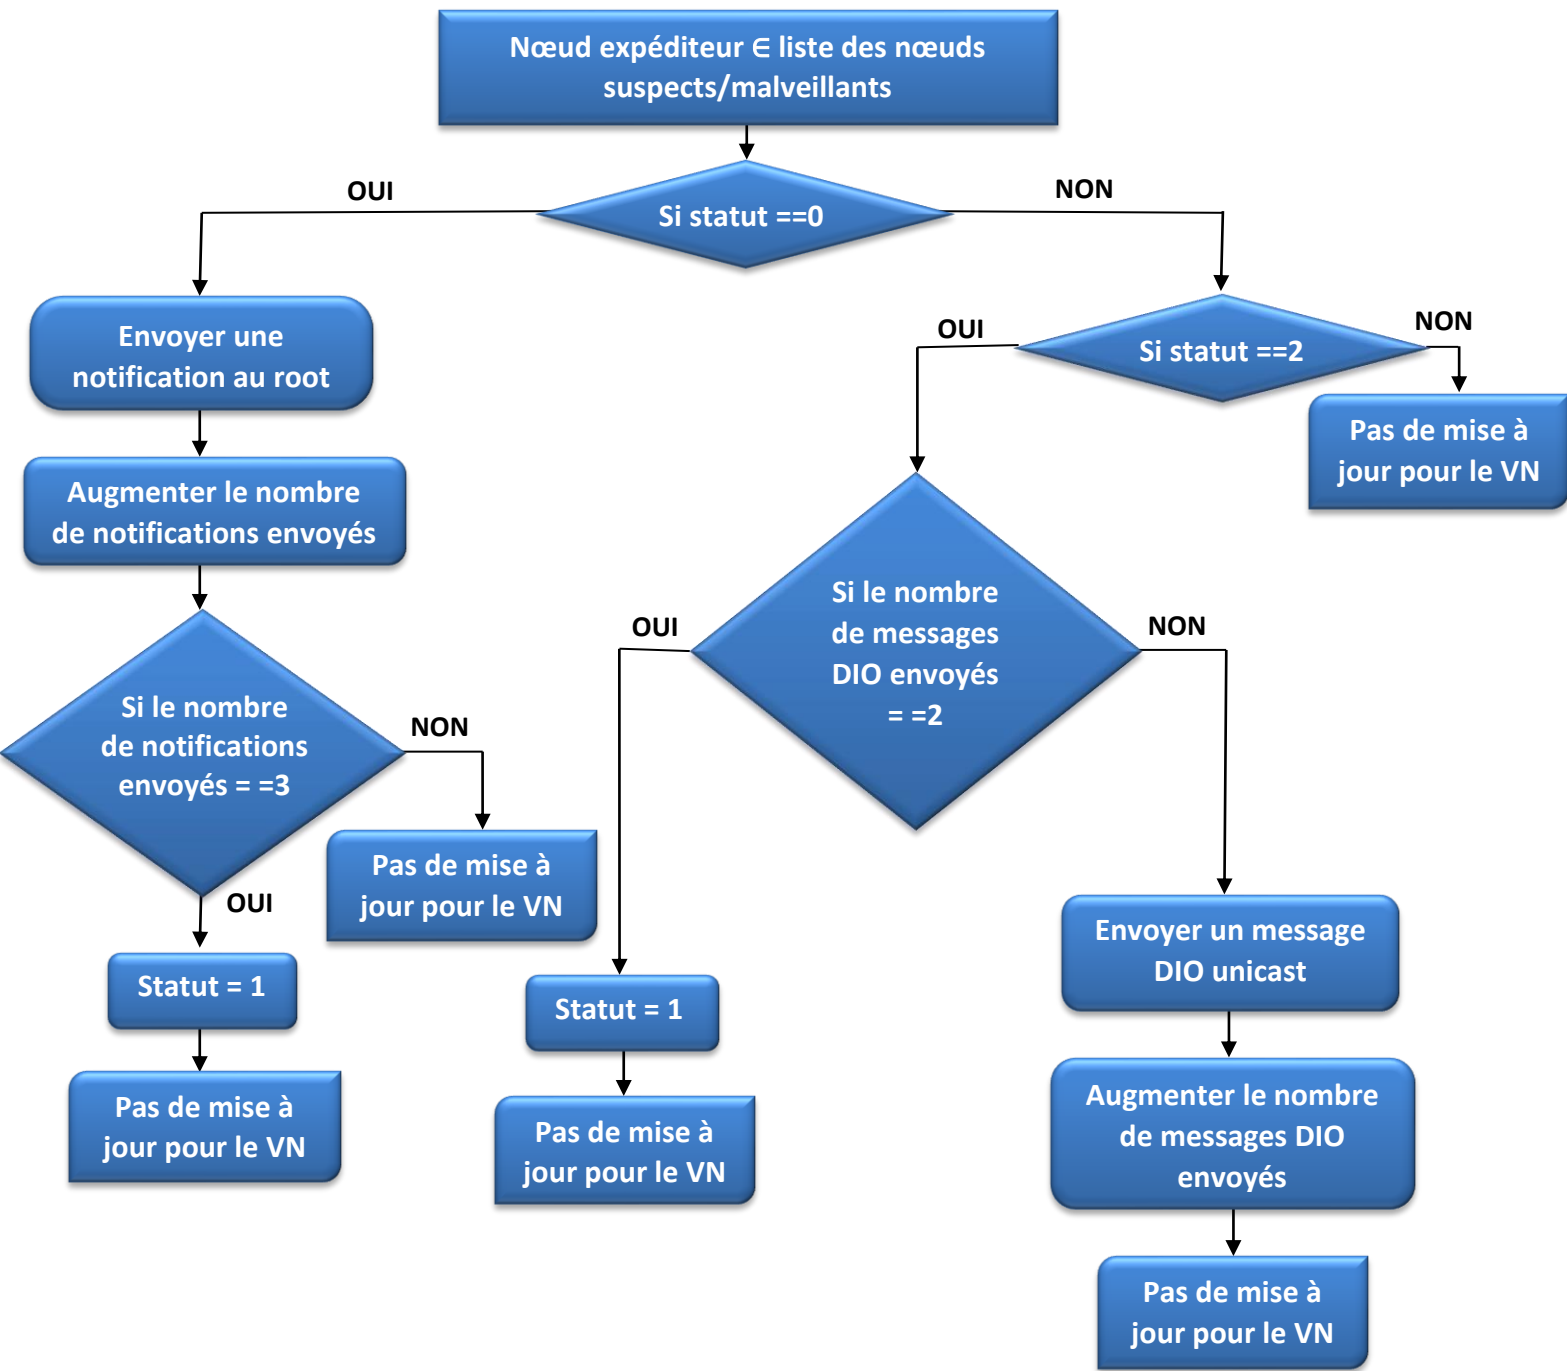 Nœud expéditeur ∈ liste des nœuds
suspects/malveillants
OUI
NON
Si statut ==0
Envoyer une
notification au root
OUI
NON
Si statut ==2
Pas de mise à
jour pour le VN
Augmenter le nombre
de notifications envoyés
Si le nombre
de messages
DIO envoyés
= =2
OUI
NON
Si le nombre
de notifications
envoyés = =3
NON
OUI
Pas de mise à
jour pour le VN
Statut = 1
Pas de mise à
jour pour le VN
Statut = 1
Pas de mise à
jour pour le VN
Envoyer un message
DIO unicast
Augmenter le nombre
de messages DIO
envoyés
Pas de mise à
jour pour le VN